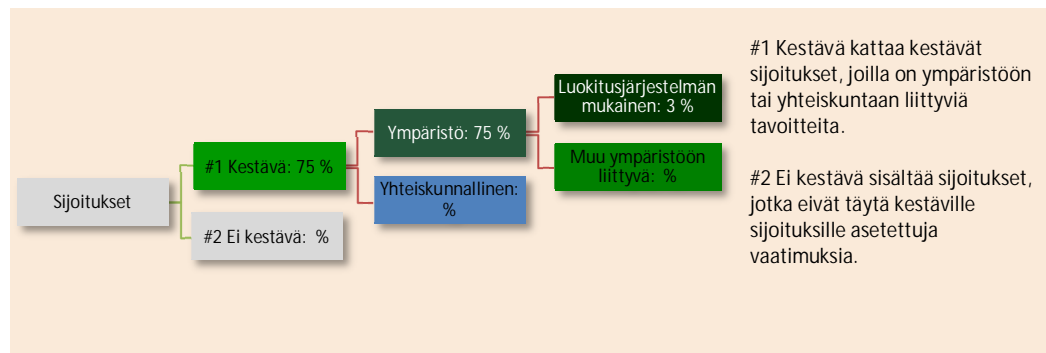 Sijoitukset
#1 Kestävä: 75 %
#2 Ei kestävä:  %
Ympäristö: 75 %
Yhteiskunnallinen:
%
Luokitusjärjestelmän
mukainen: 3 %
Muu ympäristöön
liittyvä:  %
#1 Kestävä kattaa kestävät
sijoitukset, joilla on ympäristöön
tai yhteiskuntaan liittyviä
tavoitteita.
#2 Ei kestävä sisältää sijoitukset,
jotka eivät täytä kestäville
sijoituksille asetettuja
vaatimuksia.